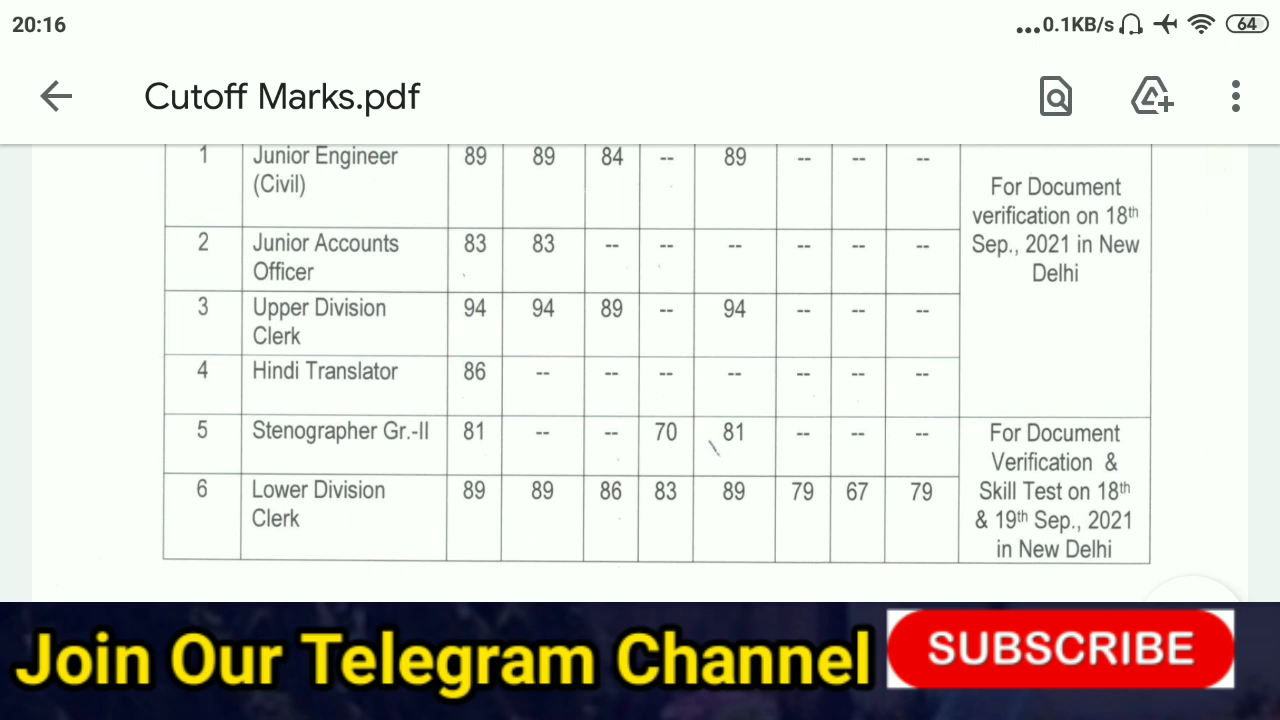 20:16
...0.1KB/s 64
Cutoff Marks.pdf
1 Junior Engineer 89 89 84 -- 89 -- -- --
(Civil)
For Document
verification on 18th
Sep., 2021 in New
Delhi
2 Junior Accounts 83 83 -- -- -- -- -- --
Officer
3 Upper Division 94 94 89 -- 94 -- -- --
Clerk
4 Hindi Translator 86 -- -- -- -- -- -- --
5 Stenographer Gr.-II 81 -- -- 70 81 -- -- --
For Document
Verification &
Skill Test on 18th
& 19th Sep., 2021
in New Delhi
6 Lower Division 89 89 86 83 89 79 67 79
Clerk
Join Our Telegram Channel SUBSCRIBE